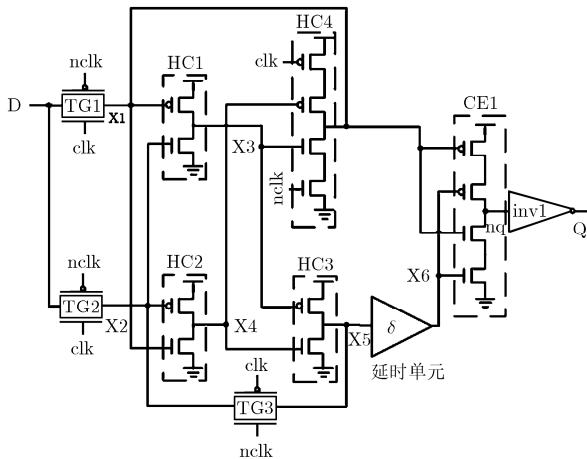 HC4
nclk
HC1
clk
D
TG1
X1
CE1
clk
X3
nclk
nclk
HC2
HC3
nq
inv1
Q
X6
TG2
X2
X4
X5
δ
clk
clk
延时单元
TG3
nclk